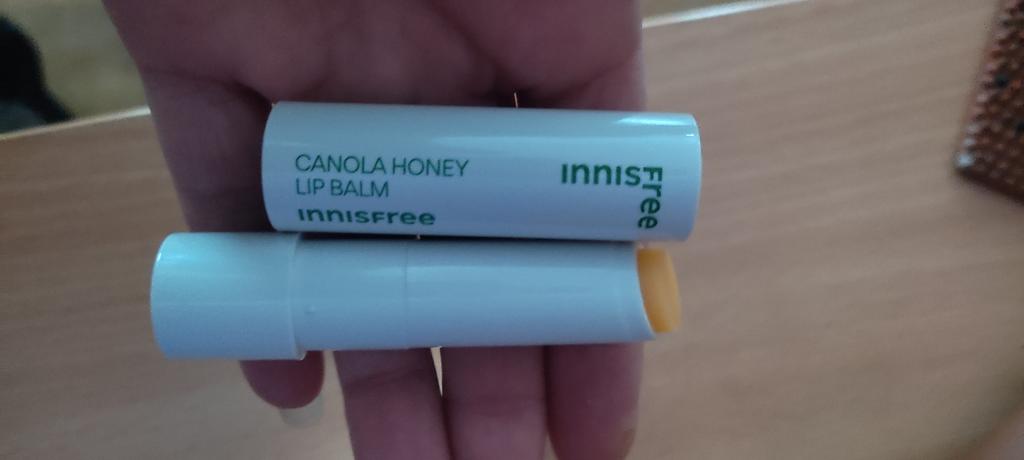 CANOLA HONEY
LIP BALM
innisfree
innisfree